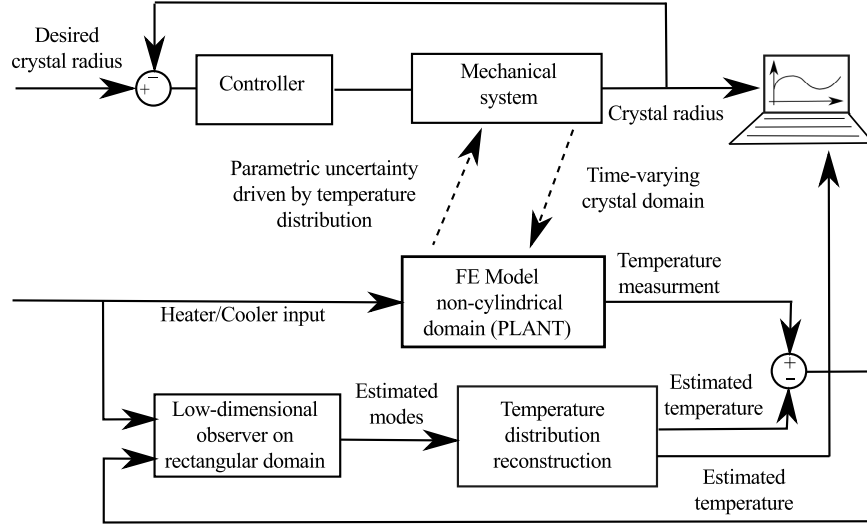 Desired
crystal radius
−
+
Controller
Mechanical
system
Crystal radius
Parametric uncertainty
driven by temperature
distribution
Time-varying
crystal domain
Heater/Cooler input
FE Model
non-cylindrical
domain (PLANT)
Temperature
measurment
+
−
Low-dimensional
observer on
rectangular domain
Estimated
modes
Temperature
distribution
reconstruction
Estimated
temperature
Estimated
temperature